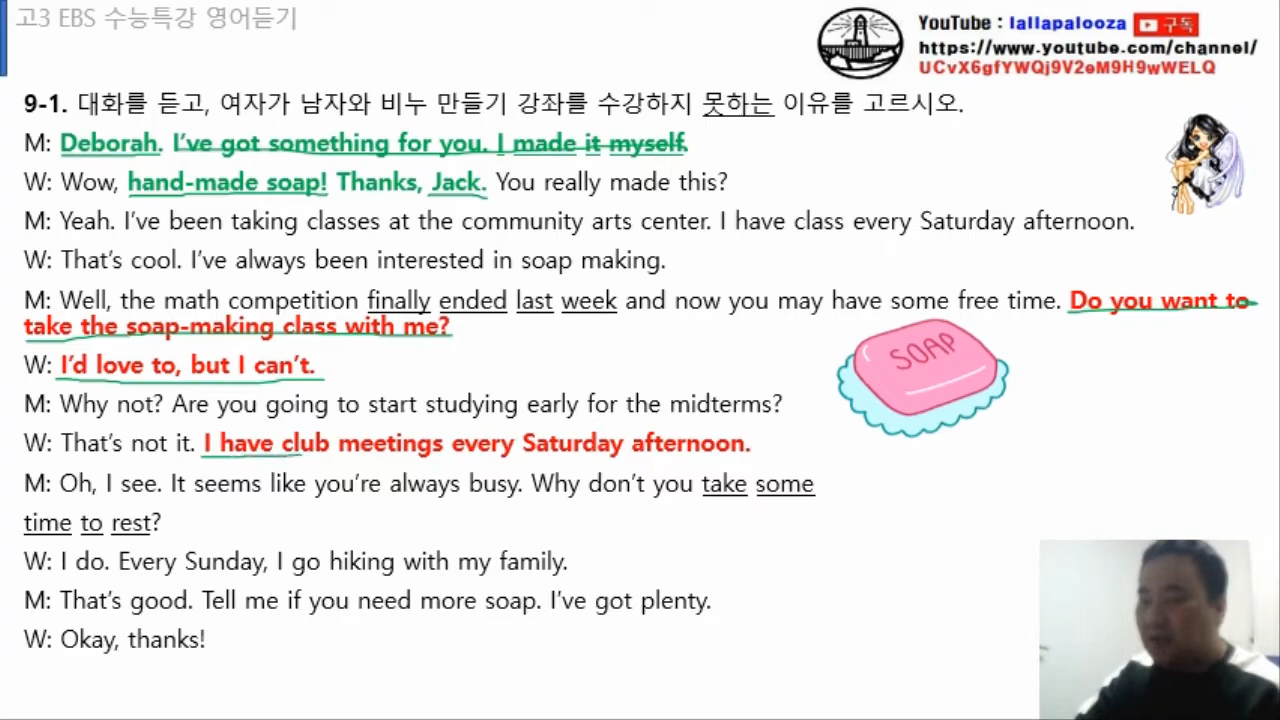 고3 EBS 수능특강 영어듣기
YouTube : lallapalooza 구독
https://www.youtube.com/channel/
UCvX6gfYWQj9V2eM9H9wWELQ
9-1. 대화를 듣고, 여자가 남자와 비누 만들기 강좌를 수강하지 못하는 이유를 고르시오.
M: Deborah. I've got something for you. I made it myself.
W: Wow, hand-made soap! Thanks, Jack. You really made this?
M: Yeah. I've been taking classes at the community arts center. I have class every Saturday afternoon.
W: That's cool. I've always been interested in soap making.
M: Well, the math competition finally ended last week and now you may have some free time. Do you want to
take the soap-making class with me?
W: I'd love to, but I can't.
SOAP
M: Why not? Are you going to start studying early for the midterms?
W: That's not it. I have club meetings every Saturday afternoon.
M: Oh, I see. It seems like you're always busy. Why don't you take some
time to rest?
W: I do. Every Sunday, I go hiking with my family.
M: That's good. Tell me if you need more soap. I've got plenty.
W: Okay, thanks!